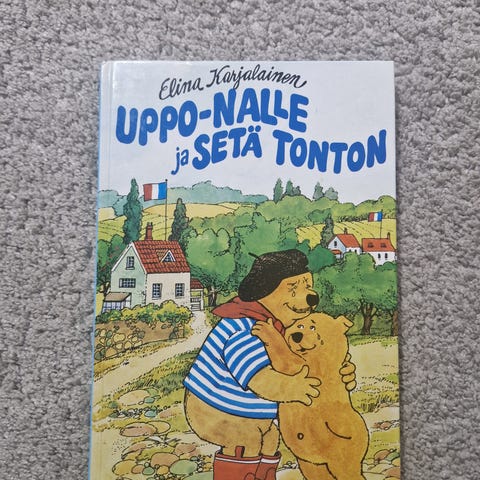 Elina Karjalainen
UPPO-NALLE
ja SETÄ TONTON